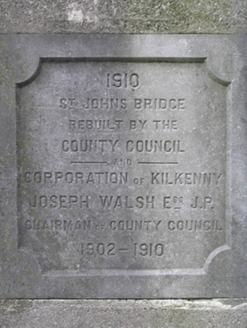 1910
ST. JOHNS BRIDGE
REBUILT BY THE
COUNTY COUNCIL
AND
CORPORATION OF KILKENNY
JOSEPH WALSH ESQ. J.P.
CHAIRMAN OF COUNTY COUNCIL
1902-1910